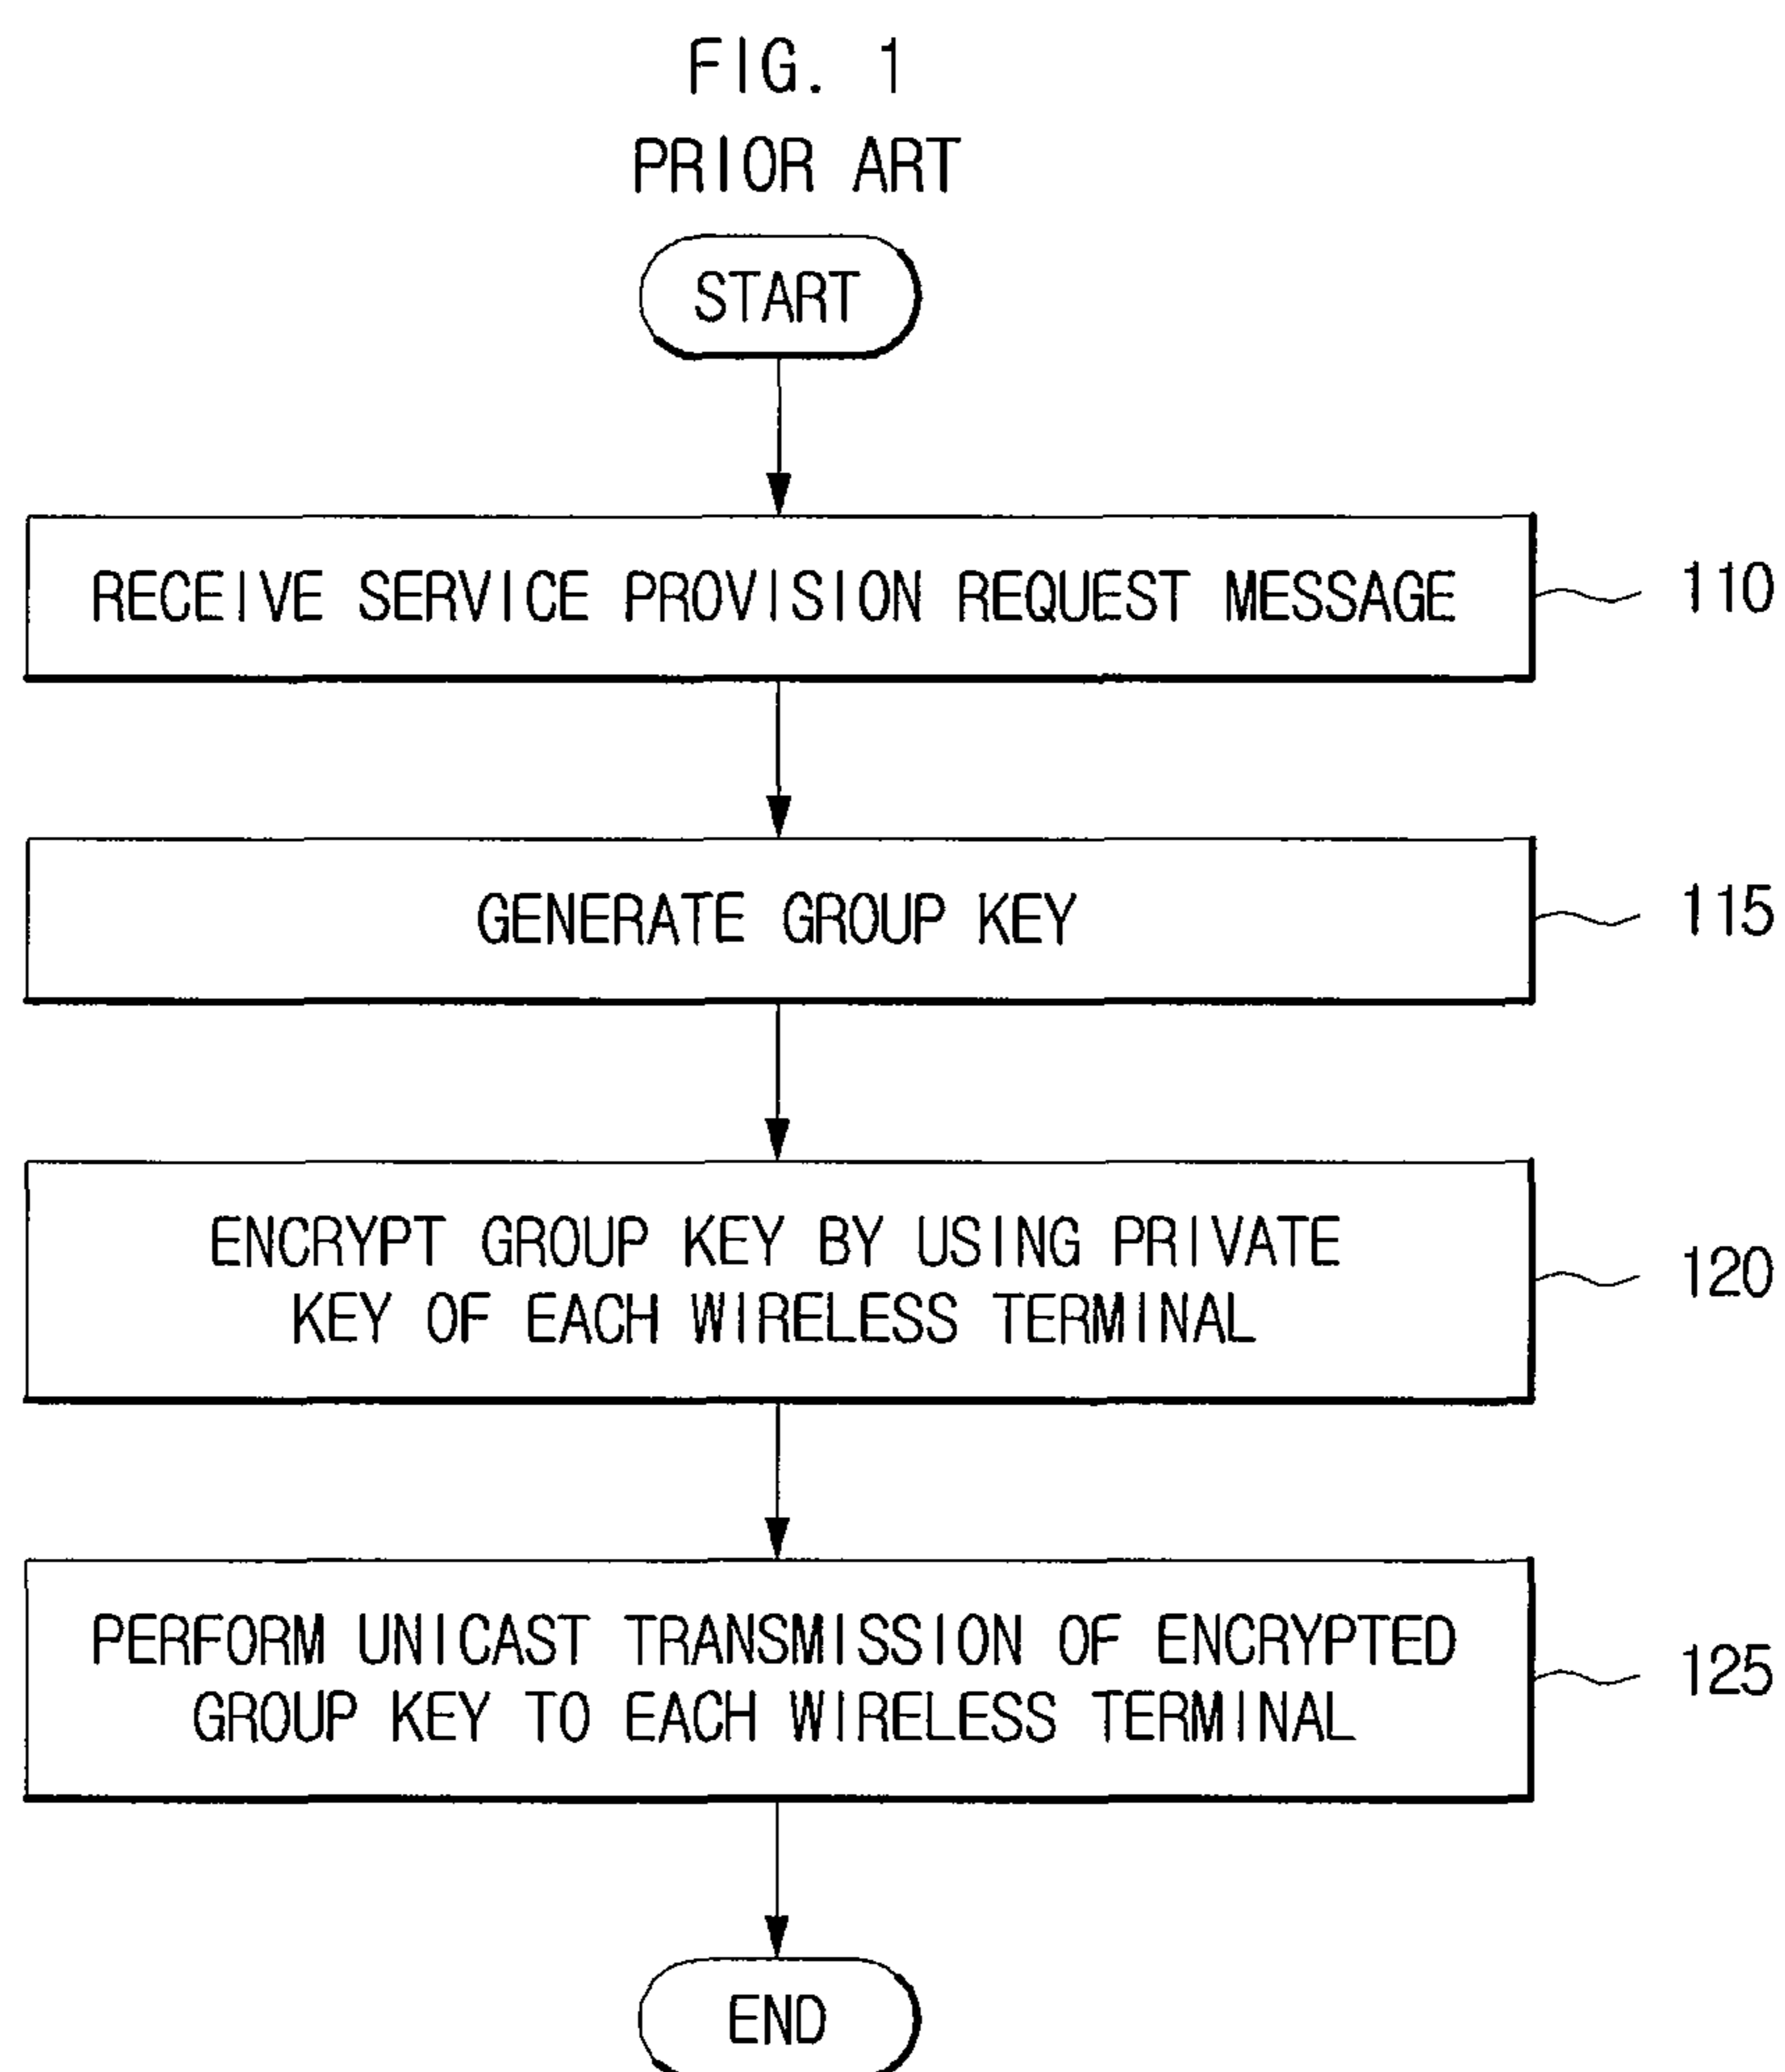 FIG. 1
PRIOR ART
START
RECEIVE SERVICE PROVISION REQUEST MESSAGE
110
GENERATE GROUP KEY
115
ENCRYPT GROUP KEY BY USING PRIVATE
KEY OF EACH WIRELESS TERMINAL
120
PERFORM UNICAST TRANSMISSION OF ENCRYPTED
GROUP KEY TO EACH WIRELESS TERMINAL
125
END